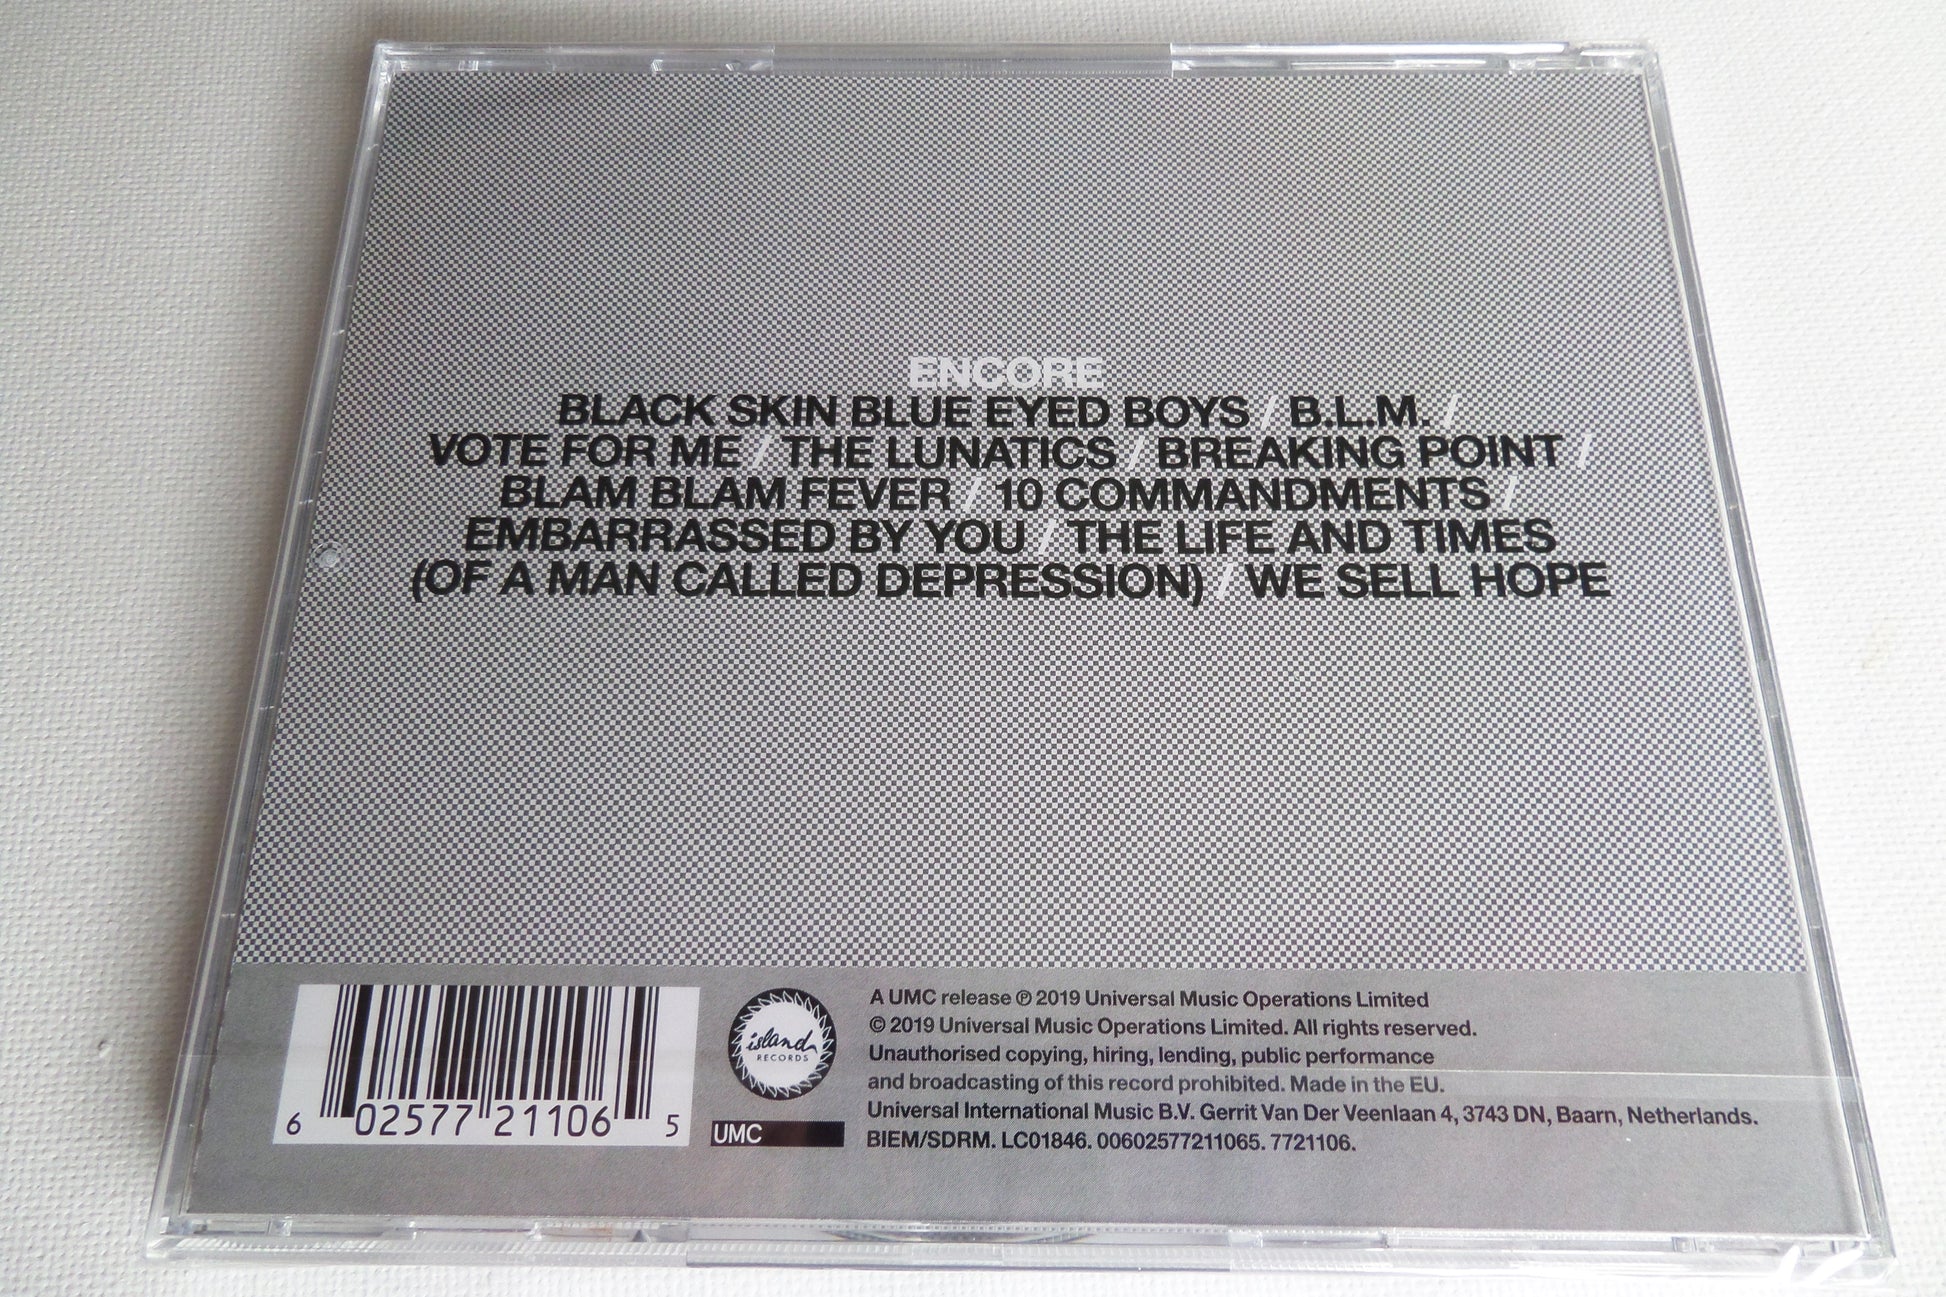 ENCORE
BLACK SKIN BLUE EYED BOYS / B.L.M. /
VOTE FOR ME / THE LUNATICS / BREAKING POINT /
BLAM BLAM FEVER / 10 COMMANDMENTS /
EMBARRASSED BY YOU / THE LIFE AND TIMES
(OF A MAN CALLED DEPRESSION) / WE SELL HOPE
6 02577 21106 5
island
RECORDS
UMC
A UMC release ℗ 2019 Universal Music Operations Limited
© 2019 Universal Music Operations Limited. All rights reserved.
Unauthorised copying, hiring, lending, public performance
and broadcasting of this record prohibited. Made in the EU.
Universal International Music B.V. Gerrit Van Der Veenlaan 4, 3743 DN, Baarn, Netherlands.
BIEM/SDRM. LC01846. 00602577211065. 7721106.